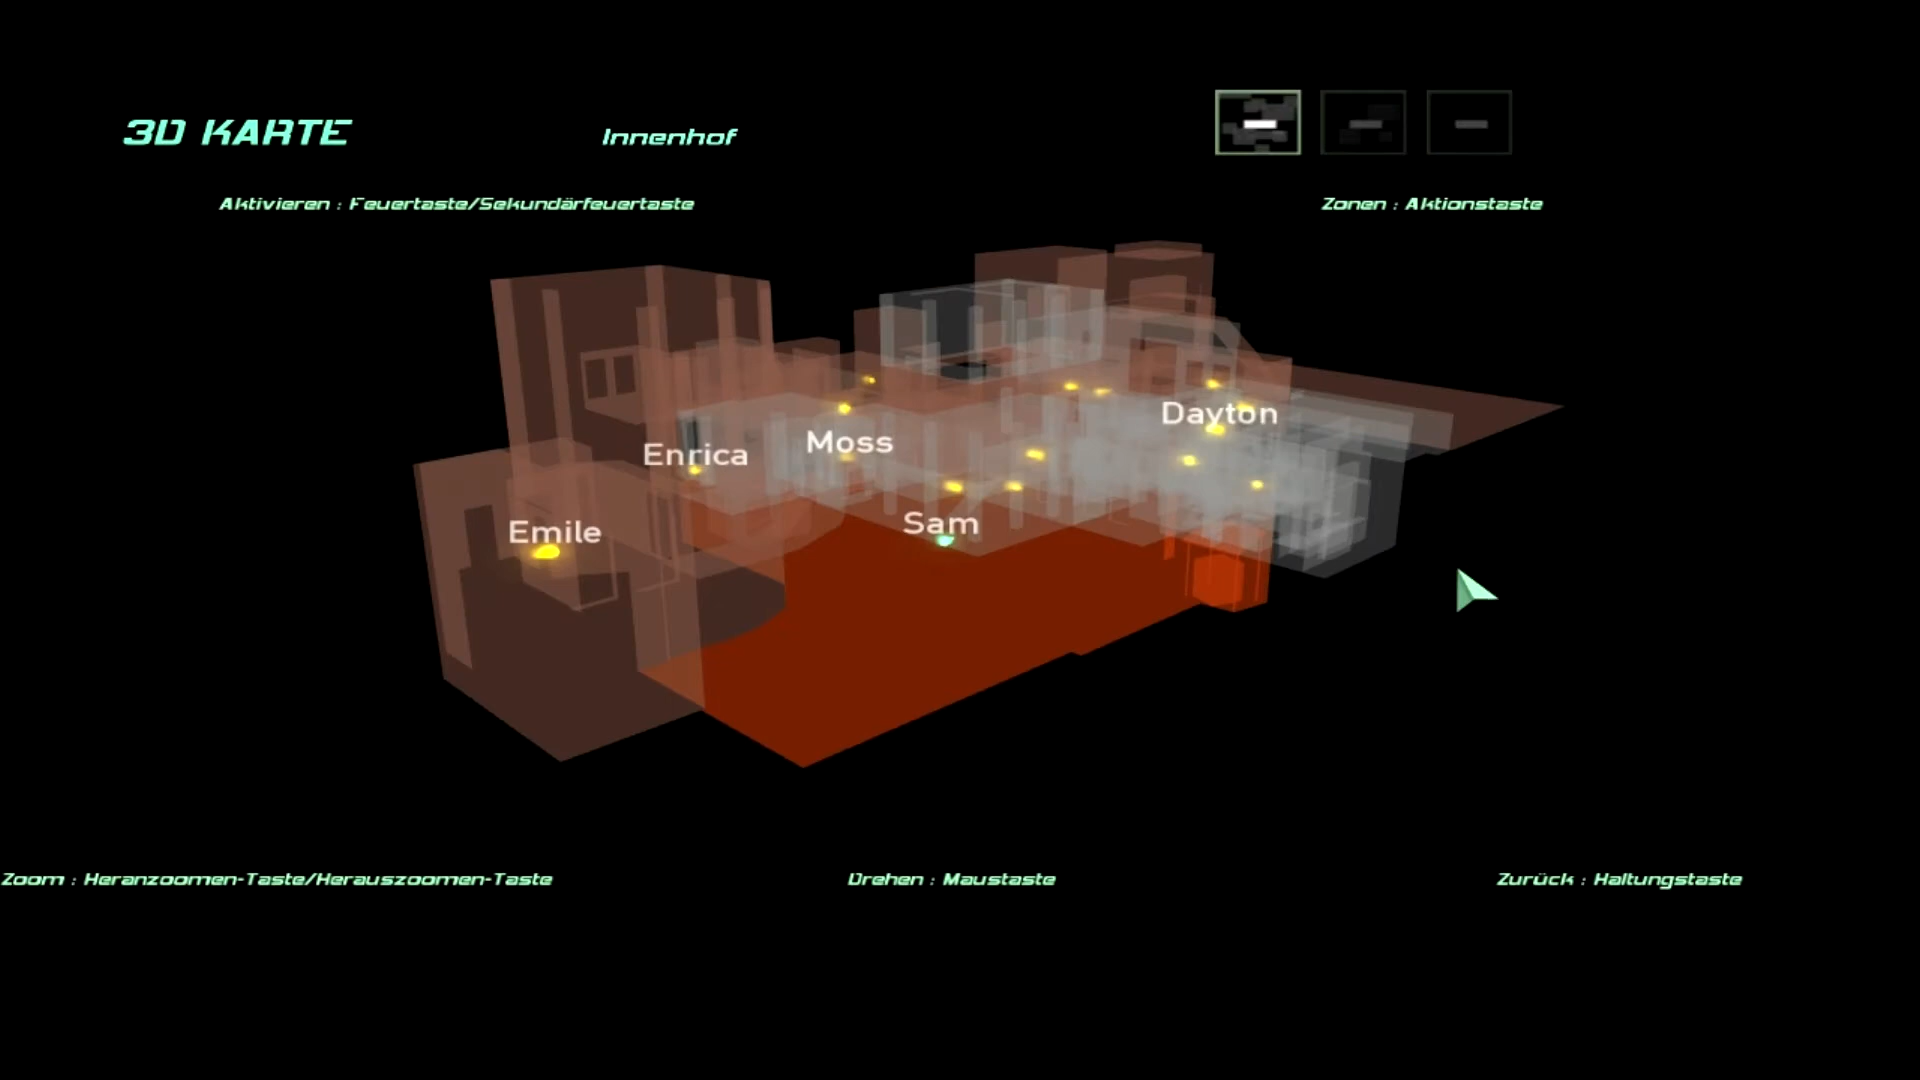 3D KARTE
Innenhof
Aktivieren : Feuertaste/Sekundärfeuertaste
Zonen : Aktionstaste
Dayton
Moss
Enrica
Sam
Emile
Zoom : Heranzoomen-Taste/Herauszoomen-Taste
Drehen : Maustaste
Zurück : Haltungstaste